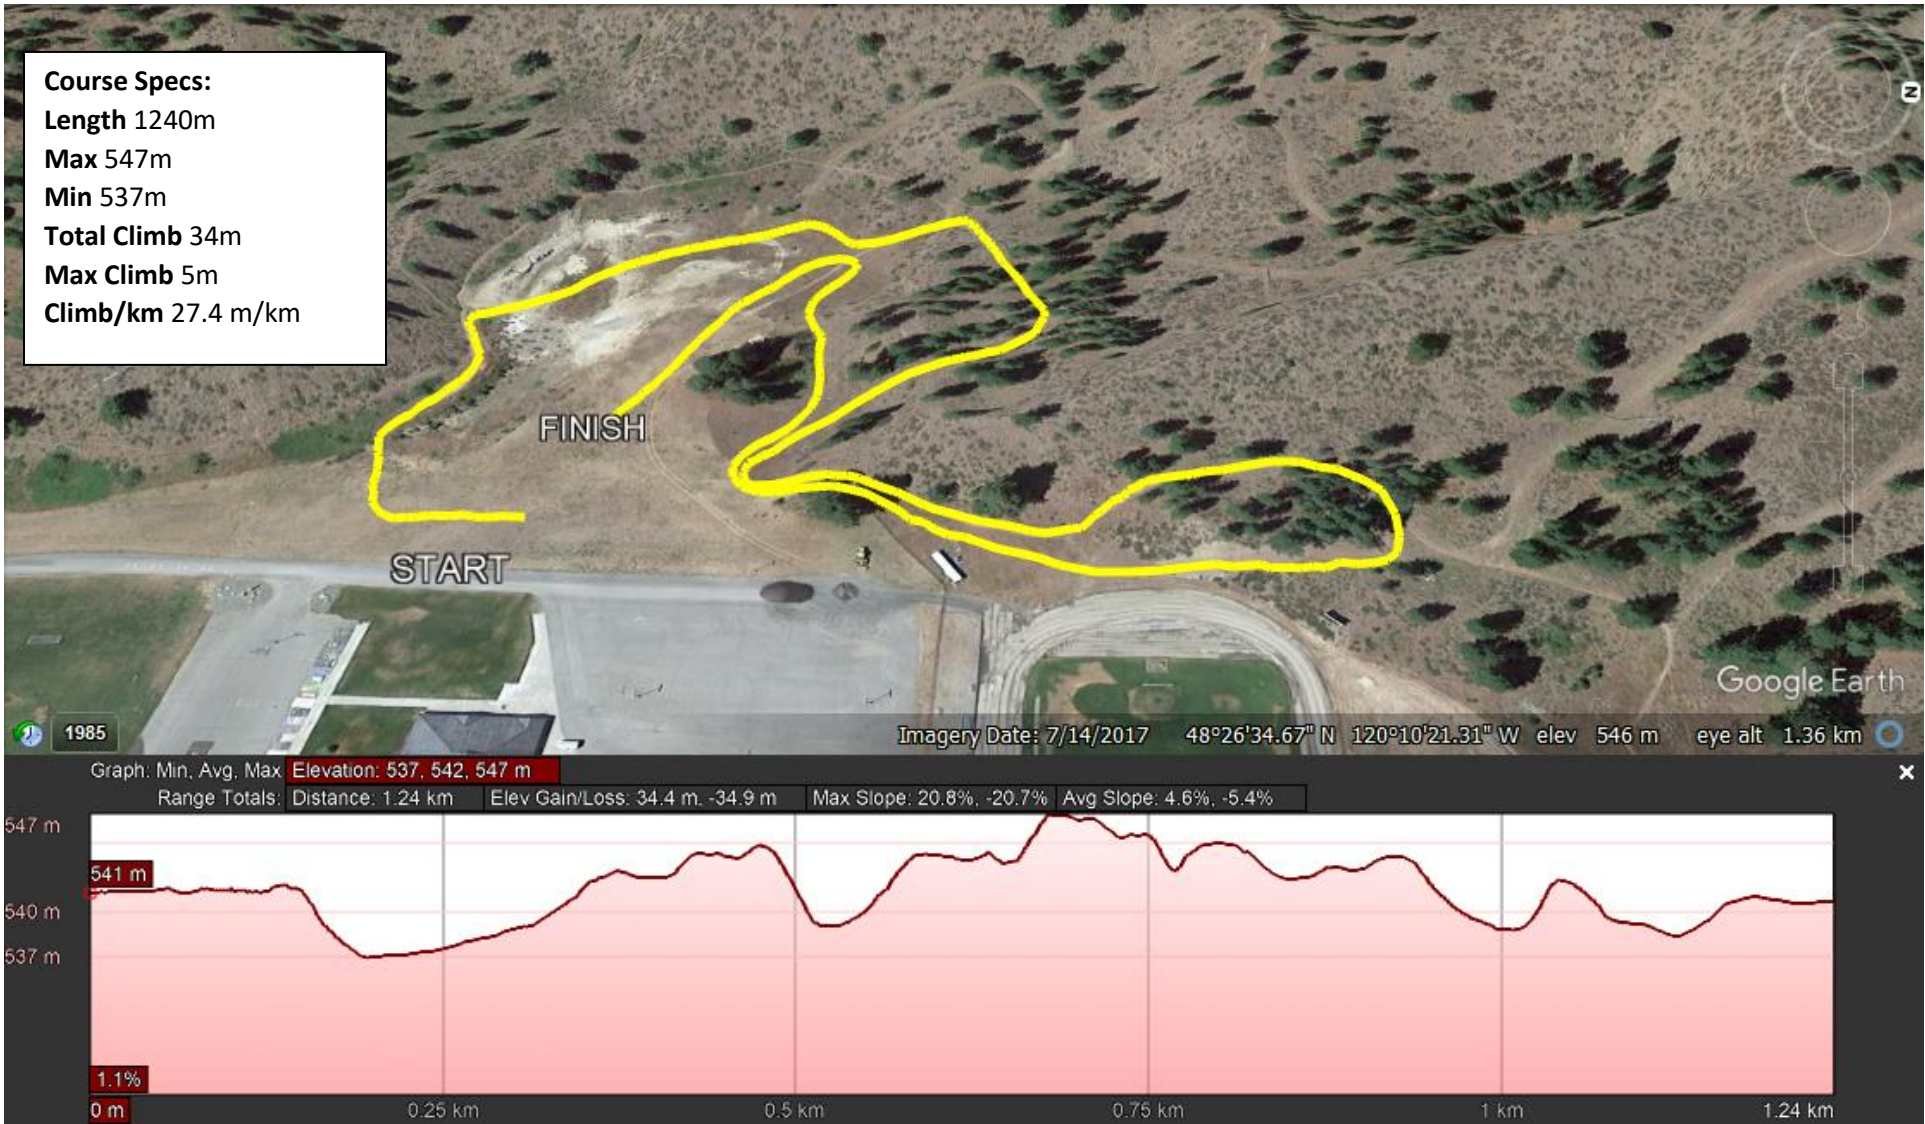 Course Specs:
Length 1240m
Max 547m
Min 537m
Total Climb 34m
Max Climb 5m
Climb/km 27.4 m/km
N
FINISH
START
Google Earth
1985
Imagery Date: 7/14/2017 48°26'34.67" N 120°10'21.31" W elev 546 m eye alt 1.36 km
Graph: Min, Avg, Max Elevation: 537, 542, 547 m
Range Totals: Distance: 1.24 km Elev Gain/Loss: 34.4 m, -34.9 m Max Slope: 20.8%, -20.7% Avg Slope: 4.6%, -5.4%
547 m
541 m
540 m
537 m
1.1%
0 m 0.25 km 0.5 km 0.75 km 1 km 1.24 km